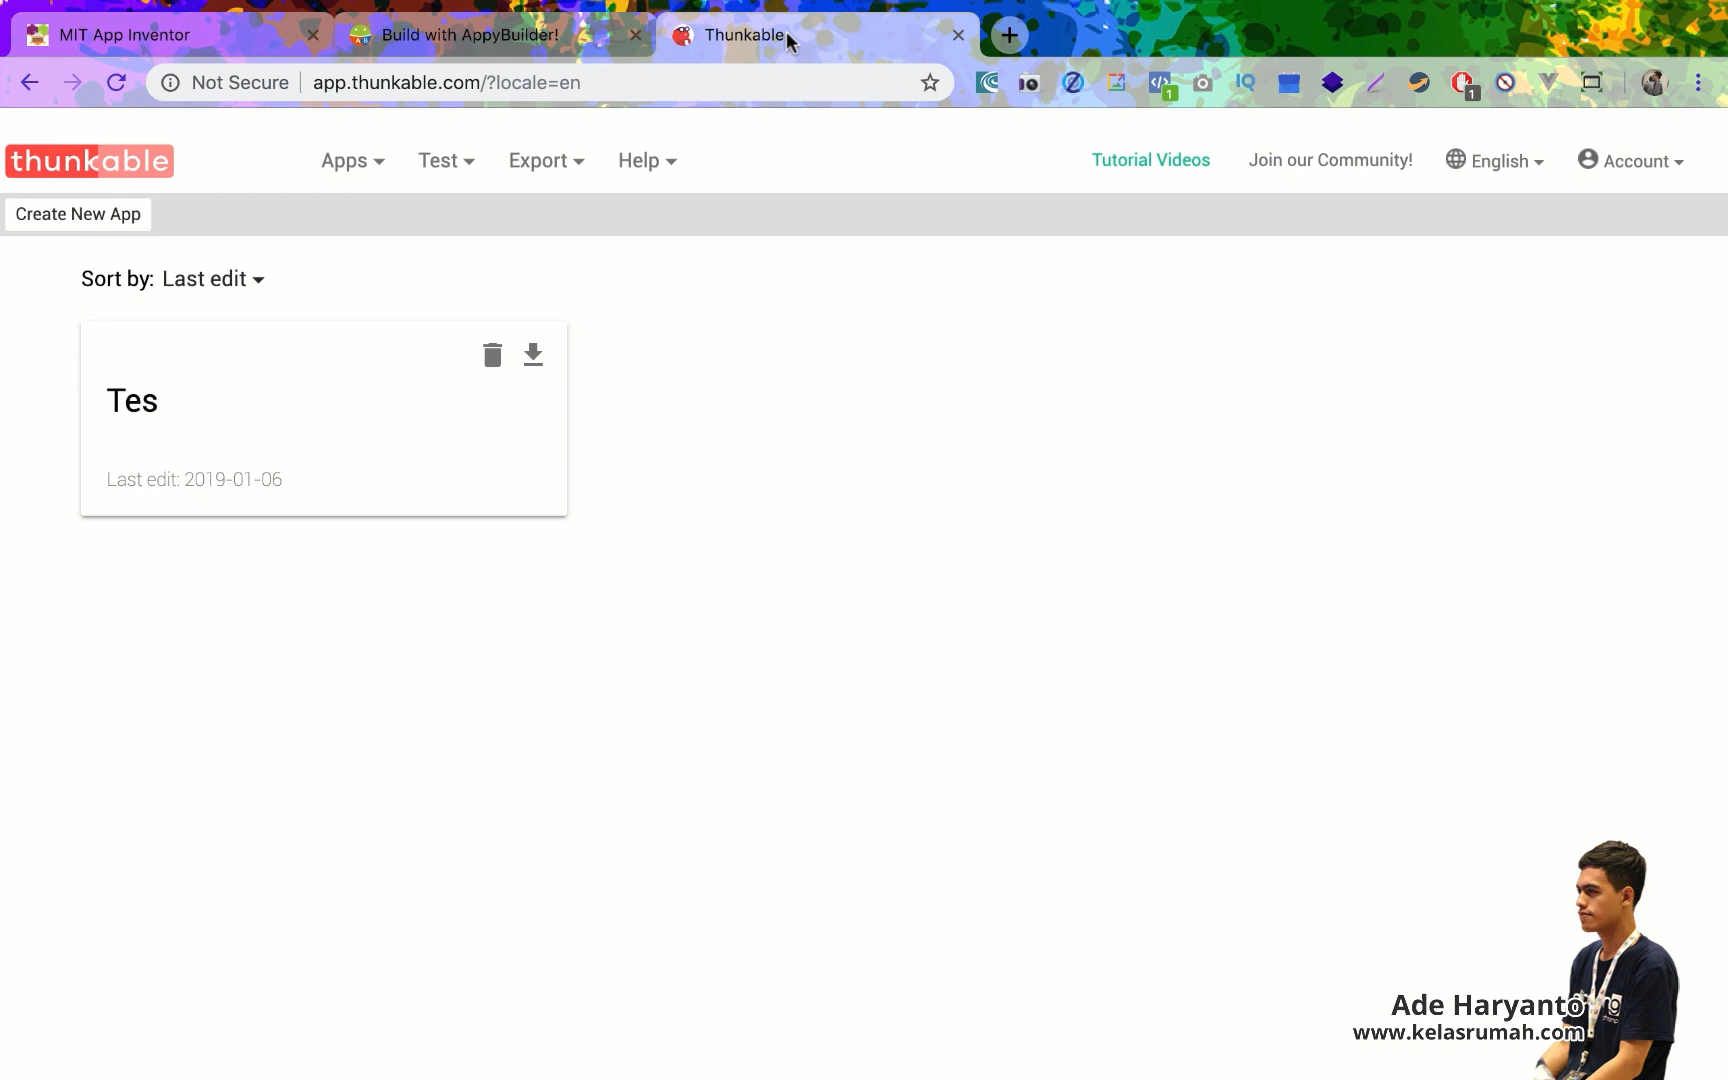 MIT App Inventor
Build with AppyBuilder!
Thunkable
Not Secure
app.thunkable.com/?locale=en
1
1
thunkable
Apps
Test
Export
Help
Tutorial Videos
Join our Community!
English
Account
Create New App
Sort by: Last edit
Tes
Last edit: 2019-01-06
Ade Haryanto
www.kelasrumah.com